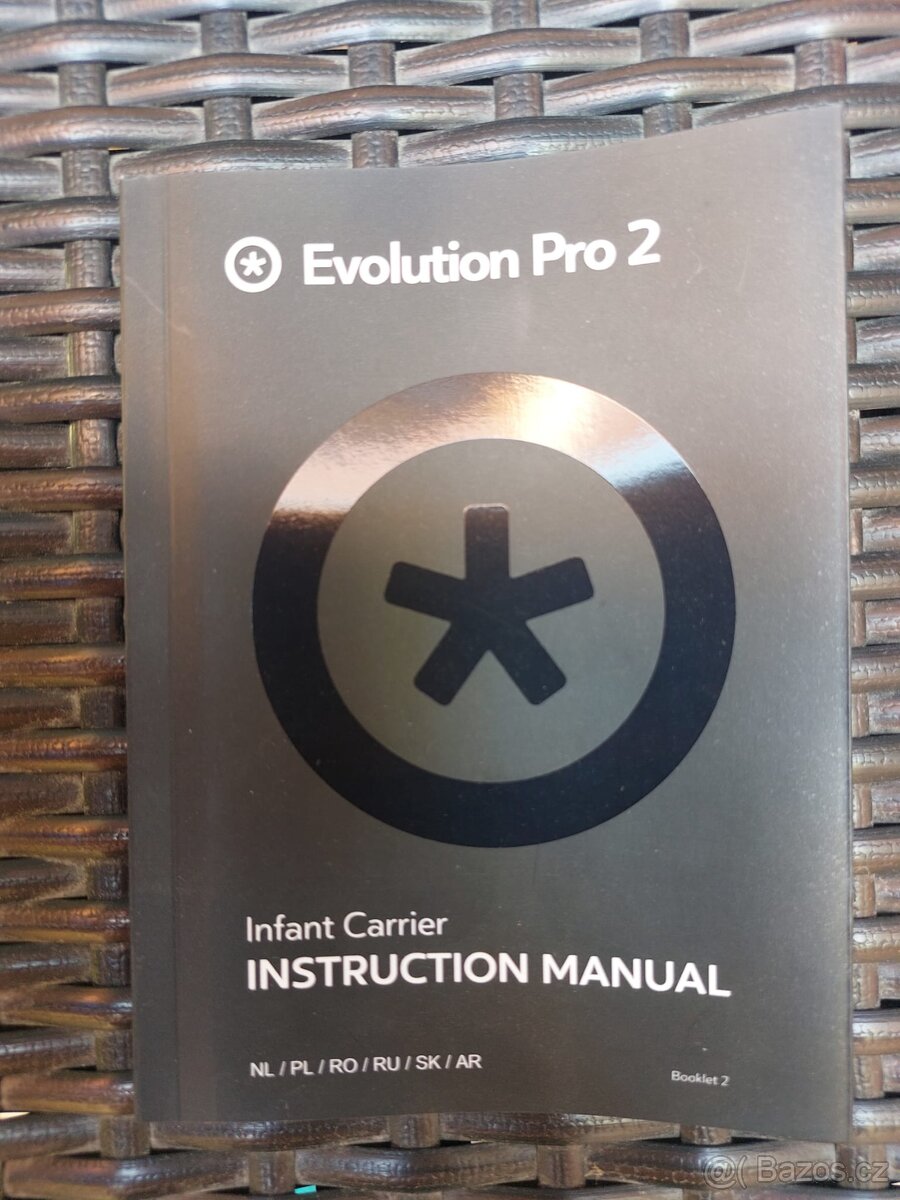 Evolution Pro 2
Infant Carrier
INSTRUCTION MANUAL
NL / PL / RO / RU / SK / AR
Booklet 2
@( Bazos.cz